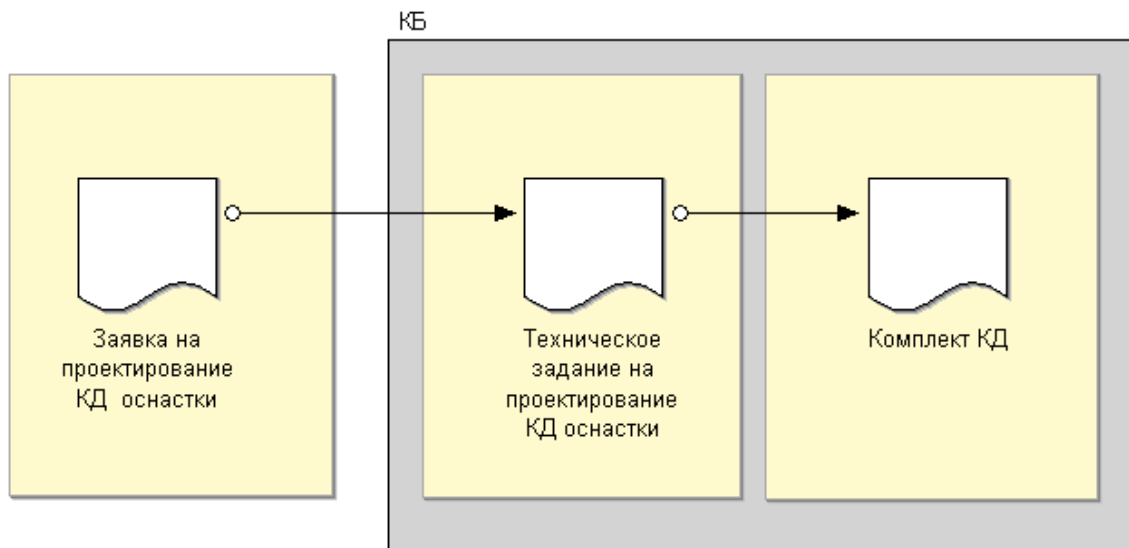 КБ
Заявка на
проектирование
КД оснастки
Техническое
задание на
проектирование
КД оснастки
Комплект КД